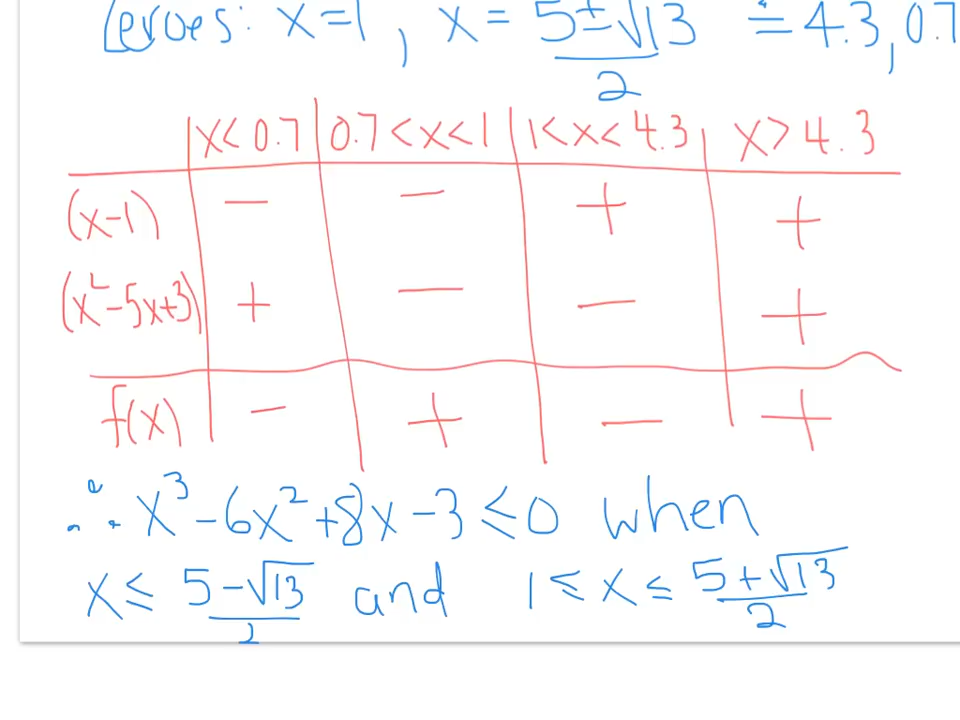 Zeroes: x=1, x = (5±√13)/2 ≐ 4.3, 0.7
x<0.7 | 0.7<x<1 | 1<x<4.3 | x>4.3
(x-1) − − + +
(x²-5x+3) + − − +
f(x) − + − +
∴ x³-6x²+8x-3≤0 when
x ≤ (5-√13)/2 and 1 ≤ x ≤ (5+√13)/2